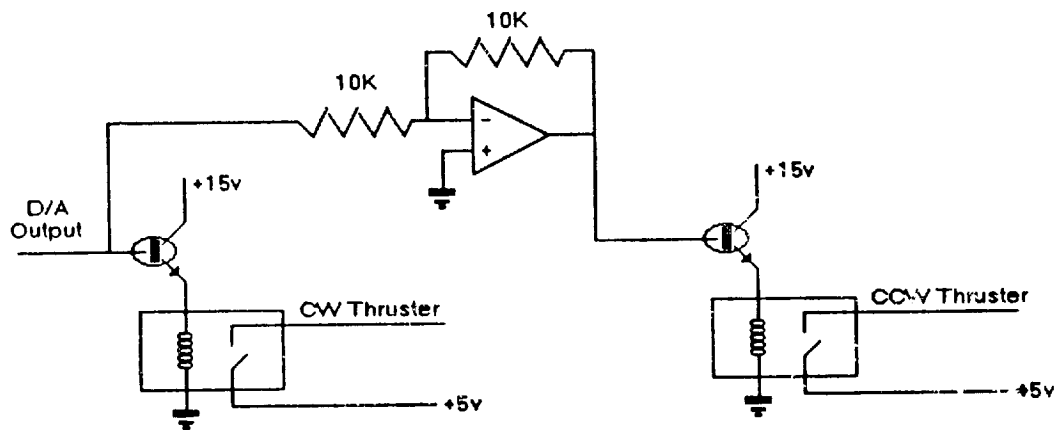 10K
10K
−
+
+15v
+15v
D/A
Output
CW Thruster
CCW Thruster
+5v
+5v